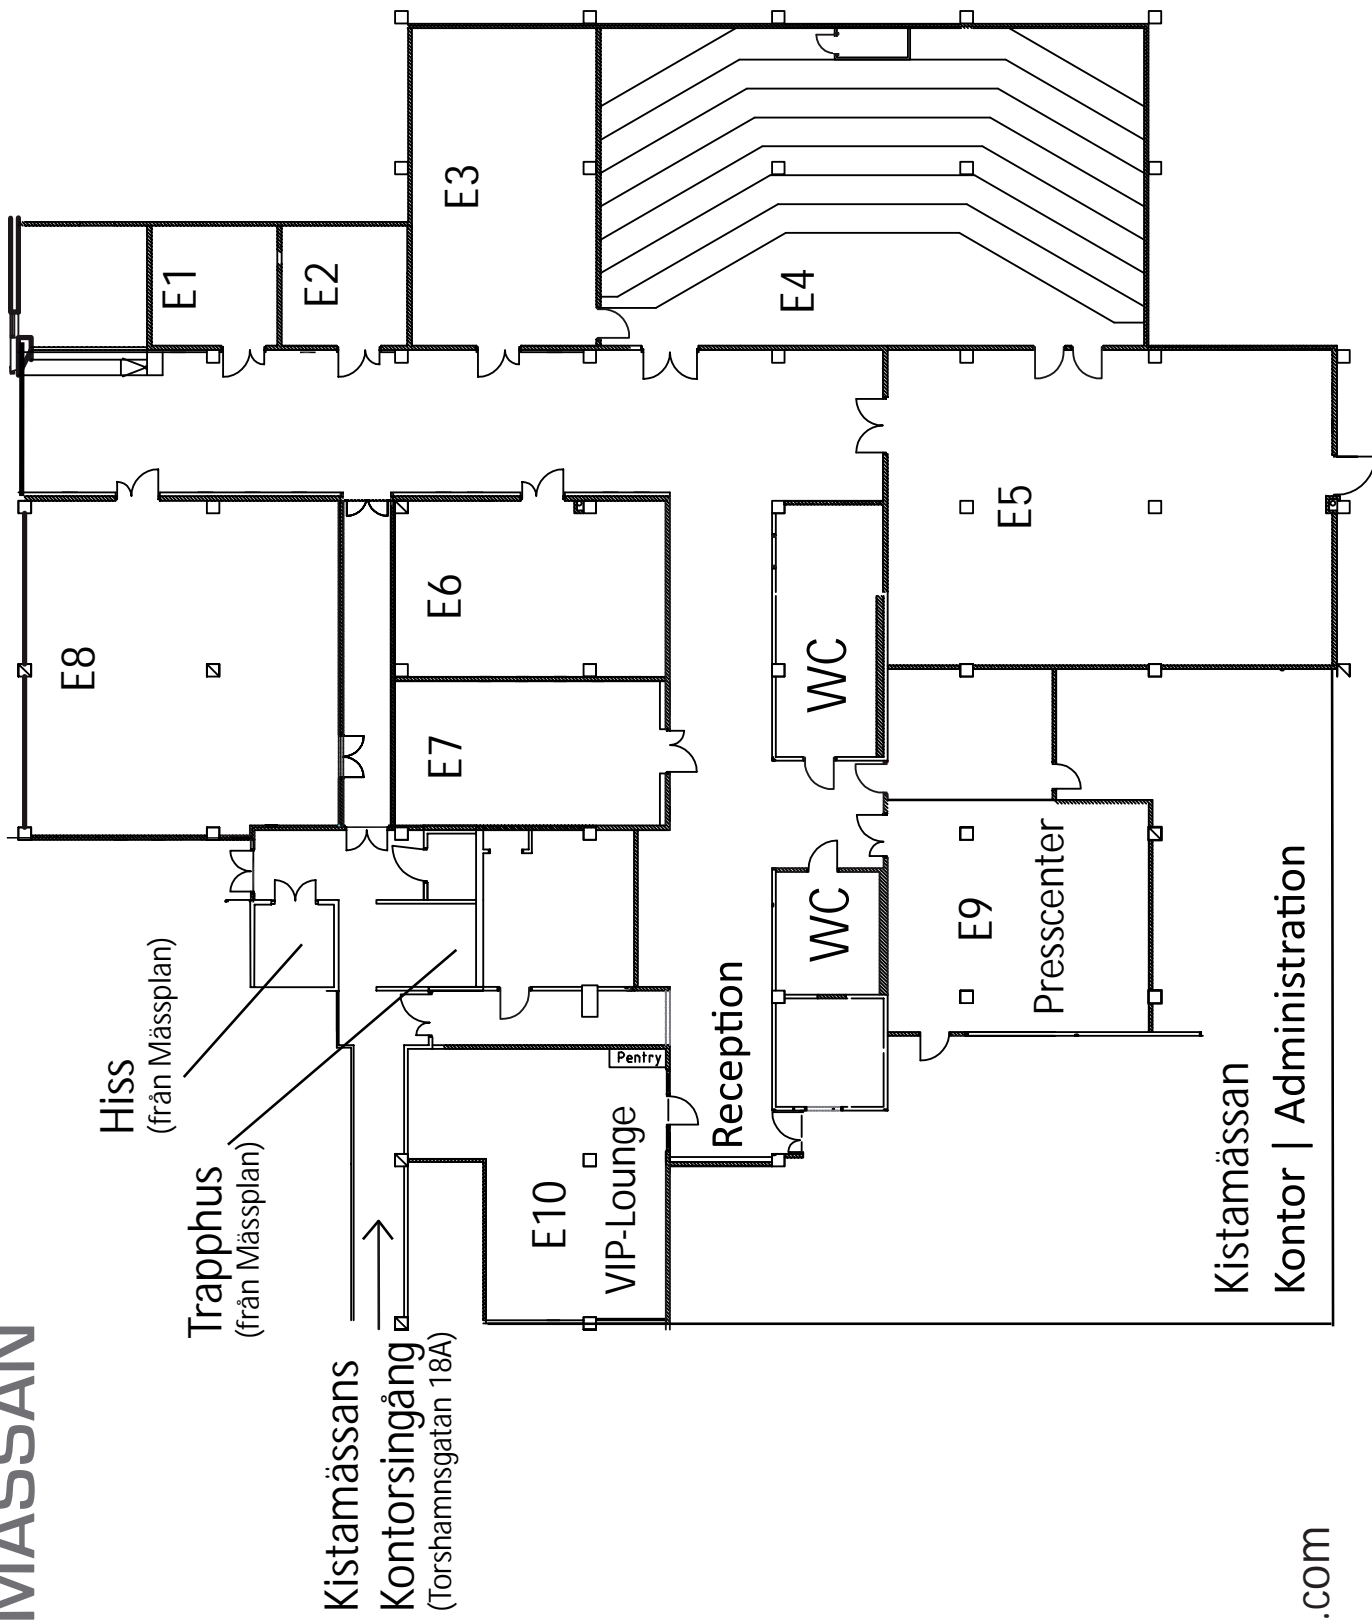 MÄSSAN
Hiss
(från Mässplan)
Trapphus
(från Mässplan)
Kistamässans
Kontorsingång
(Torshamnsgatan 18A)
E8
E1
E2
E3
E4
E7
E6
E5
E10
VIP-Lounge
Pentry
Reception
WC
WC
E9
Presscenter
Kistamässan
Kontor | Administration
.com